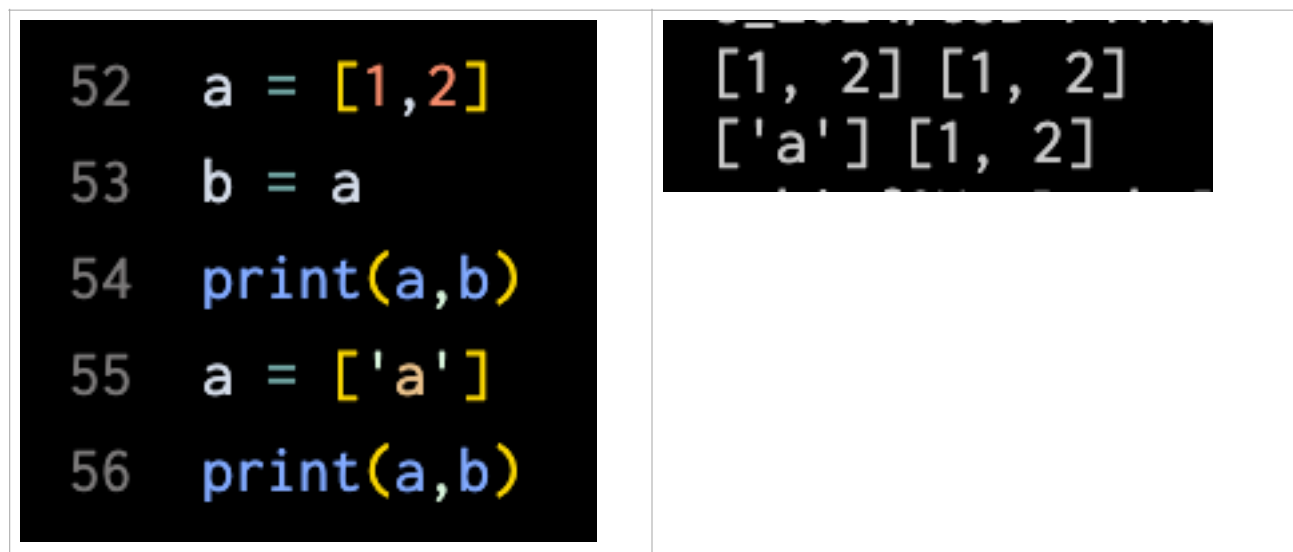 52 a = [1,2]
53 b = a
54 print(a,b)
55 a = ['a']
56 print(a,b)
[1, 2] [1, 2]
['a'] [1, 2]